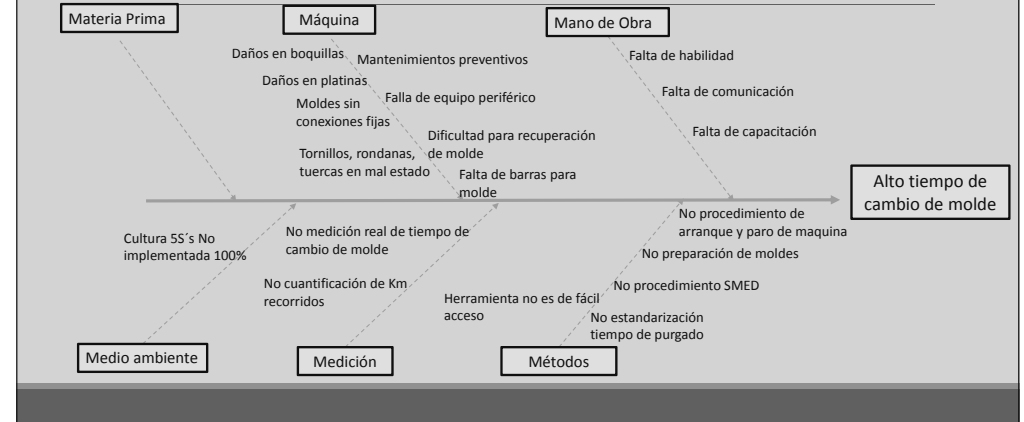 Materia Prima
Máquina
Mano de Obra
Daños en boquillas
Mantenimientos preventivos
Daños en platinas
Falla de equipo periférico
Moldes sin
conexiones fijas
Dificultad para recuperación
de molde
Tornillos, rondanas,
tuercas en mal estado
Falta de barras para
molde
Falta de habilidad
Falta de comunicación
Falta de capacitación
Alto tiempo de
cambio de molde
Cultura 5S´s No
implementada 100%
No medición real de tiempo de
cambio de molde
No cuantificación de Km
recorridos
No procedimiento de
arranque y paro de maquina
No preparación de moldes
No procedimiento SMED
Herramienta no es de fácil
acceso
No estandarización
tiempo de purgado
Medio ambiente
Medición
Métodos